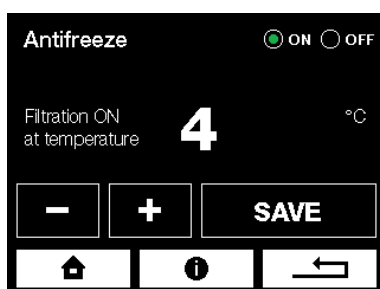 Antifreeze ON OFF
Filtration ON
at temperature 4 °C
− + SAVE
i